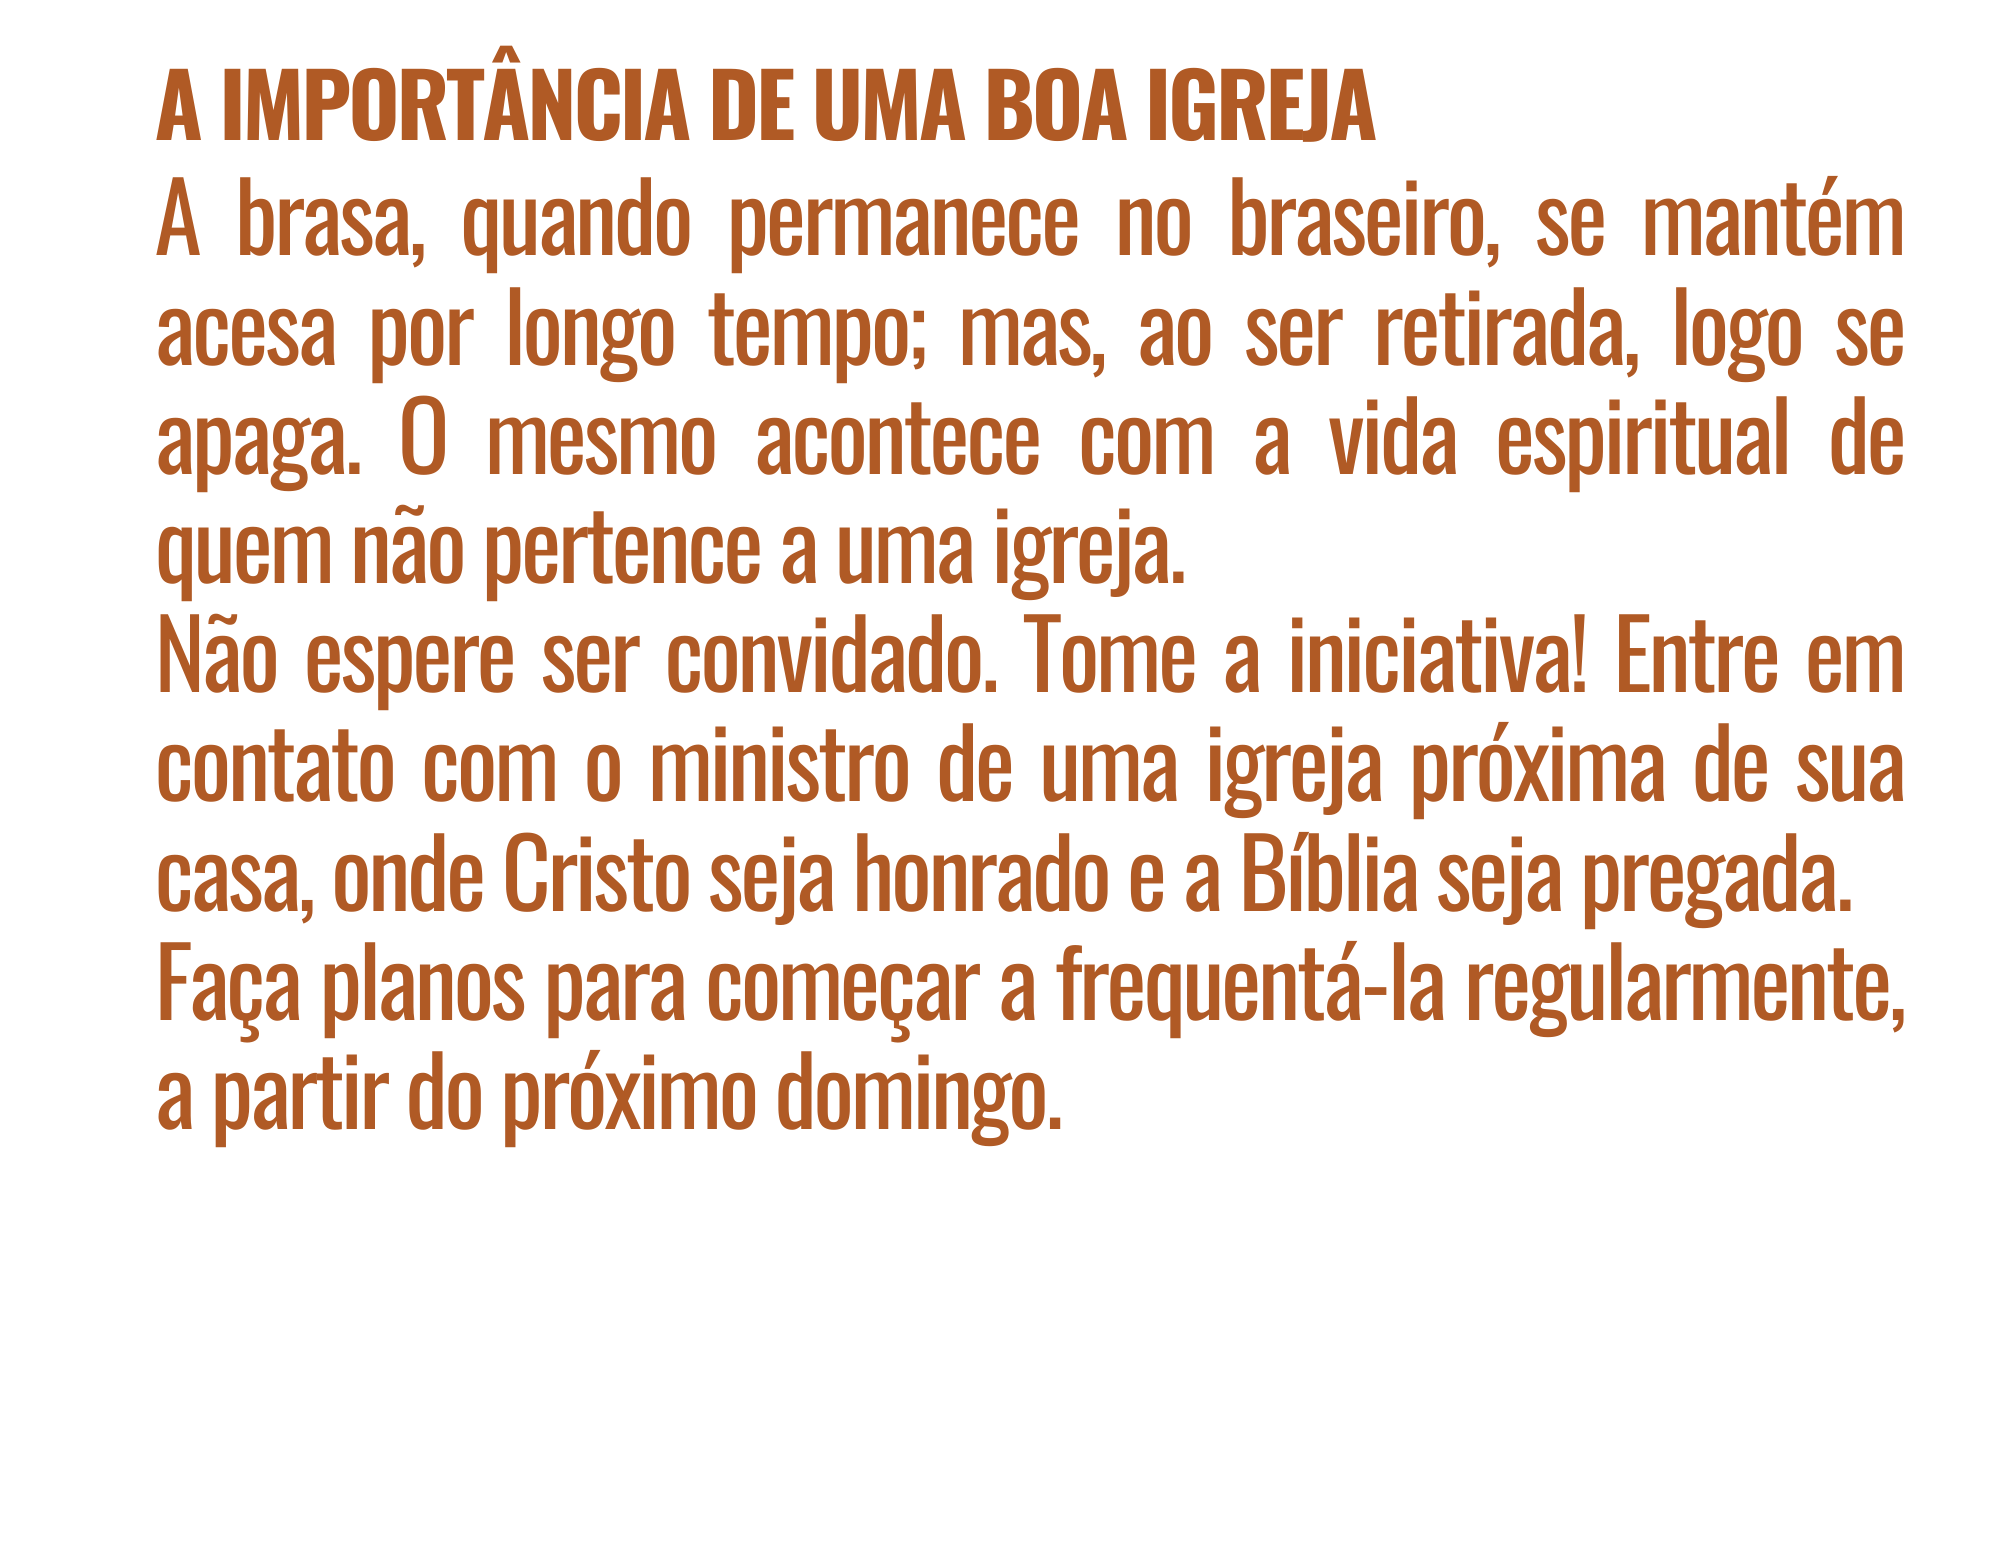 A IMPORTÂNCIA DE UMA BOA IGREJA
A brasa, quando permanece no braseiro, se mantém
acesa por longo tempo; mas, ao ser retirada, logo se
apaga. O mesmo acontece com a vida espiritual de
quem não pertence a uma igreja.
Não espere ser convidado. Tome a iniciativa! Entre em
contato com o ministro de uma igreja próxima de sua
casa, onde Cristo seja honrado e a Bíblia seja pregada.
Faça planos para começar a frequentá-la regularmente,
a partir do próximo domingo.